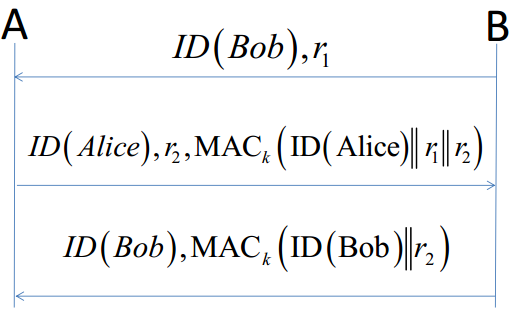 A B
ID(Bob), r₁
ID(Alice), r₂, MACₖ(ID(Alice)‖r₁‖r₂)
ID(Bob), MACₖ(ID(Bob)‖r₂)